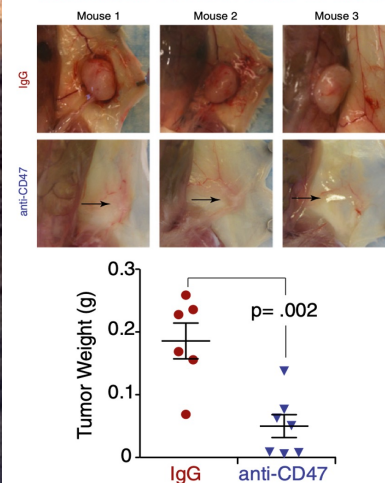 Mouse 1 Mouse 2 Mouse 3
IgG
anti-CD47
Tumor Weight (g)
0.3
0.2
0.1
0
p= .002
IgG anti-CD47